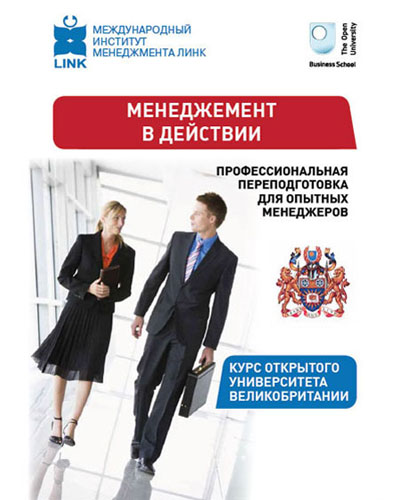 LINK
МЕЖДУНАРОДНЫЙ
ИНСТИТУТ
МЕНЕДЖМЕНТА ЛИНК
The Open
University
Business School
МЕНЕДЖЕМЕНТ
В ДЕЙСТВИИ
ПРОФЕССИОНАЛЬНАЯ
ПЕРЕПОДГОТОВКА
ДЛЯ ОПЫТНЫХ
МЕНЕДЖЕРОВ
КУРС ОТКРЫТОГО
УНИВЕРСИТЕТА
ВЕЛИКОБРИТАНИИ